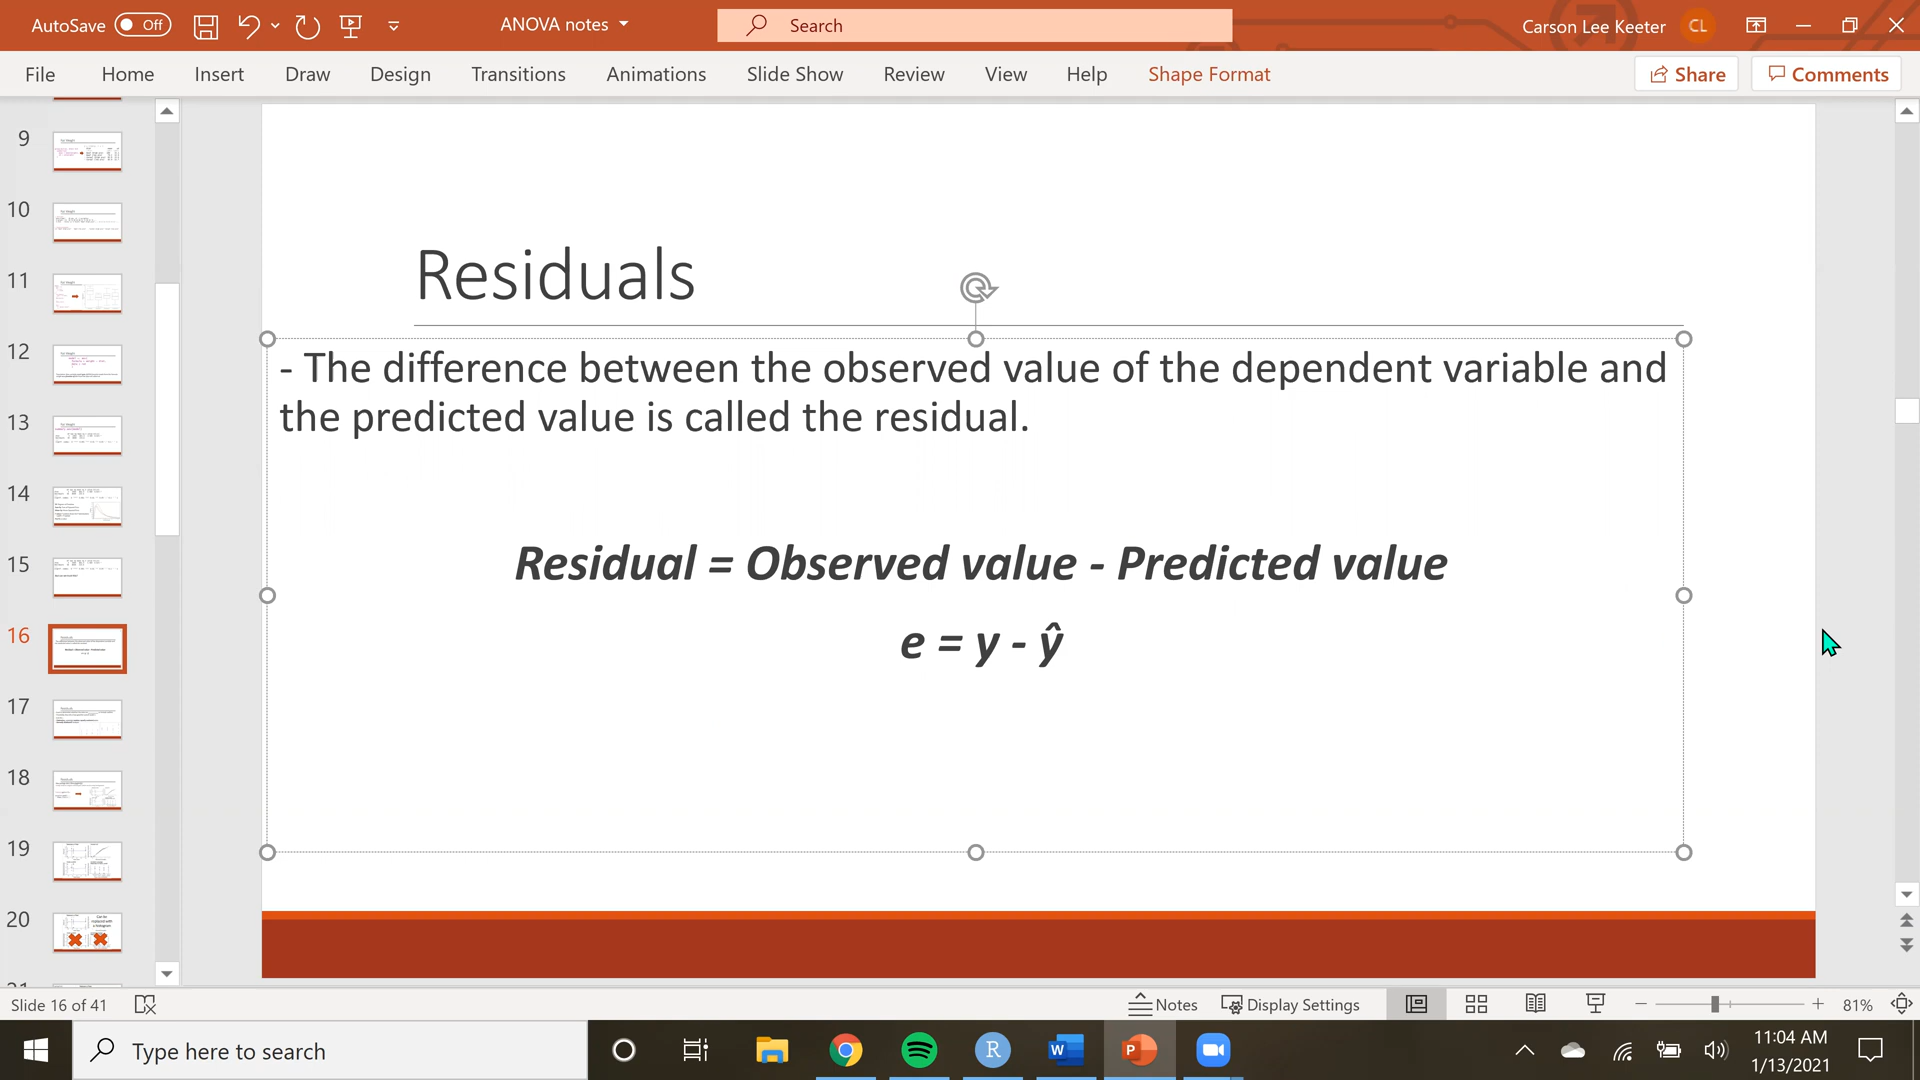 AutoSave Off
ANOVA notes
Search
Carson Lee Keeter CL
File Home Insert Draw Design Transitions Animations Slide Show Review View Help Shape Format Share Comments
9
10
11
12
13
14
15
16
17
18
19
20
Residuals
- The difference between the observed value of the dependent variable and
the predicted value is called the residual.
Residual = Observed value - Predicted value
e = y - ŷ
Slide 16 of 41
Notes Display Settings 81%
Type here to search
R W P
11:04 AM
1/13/2021